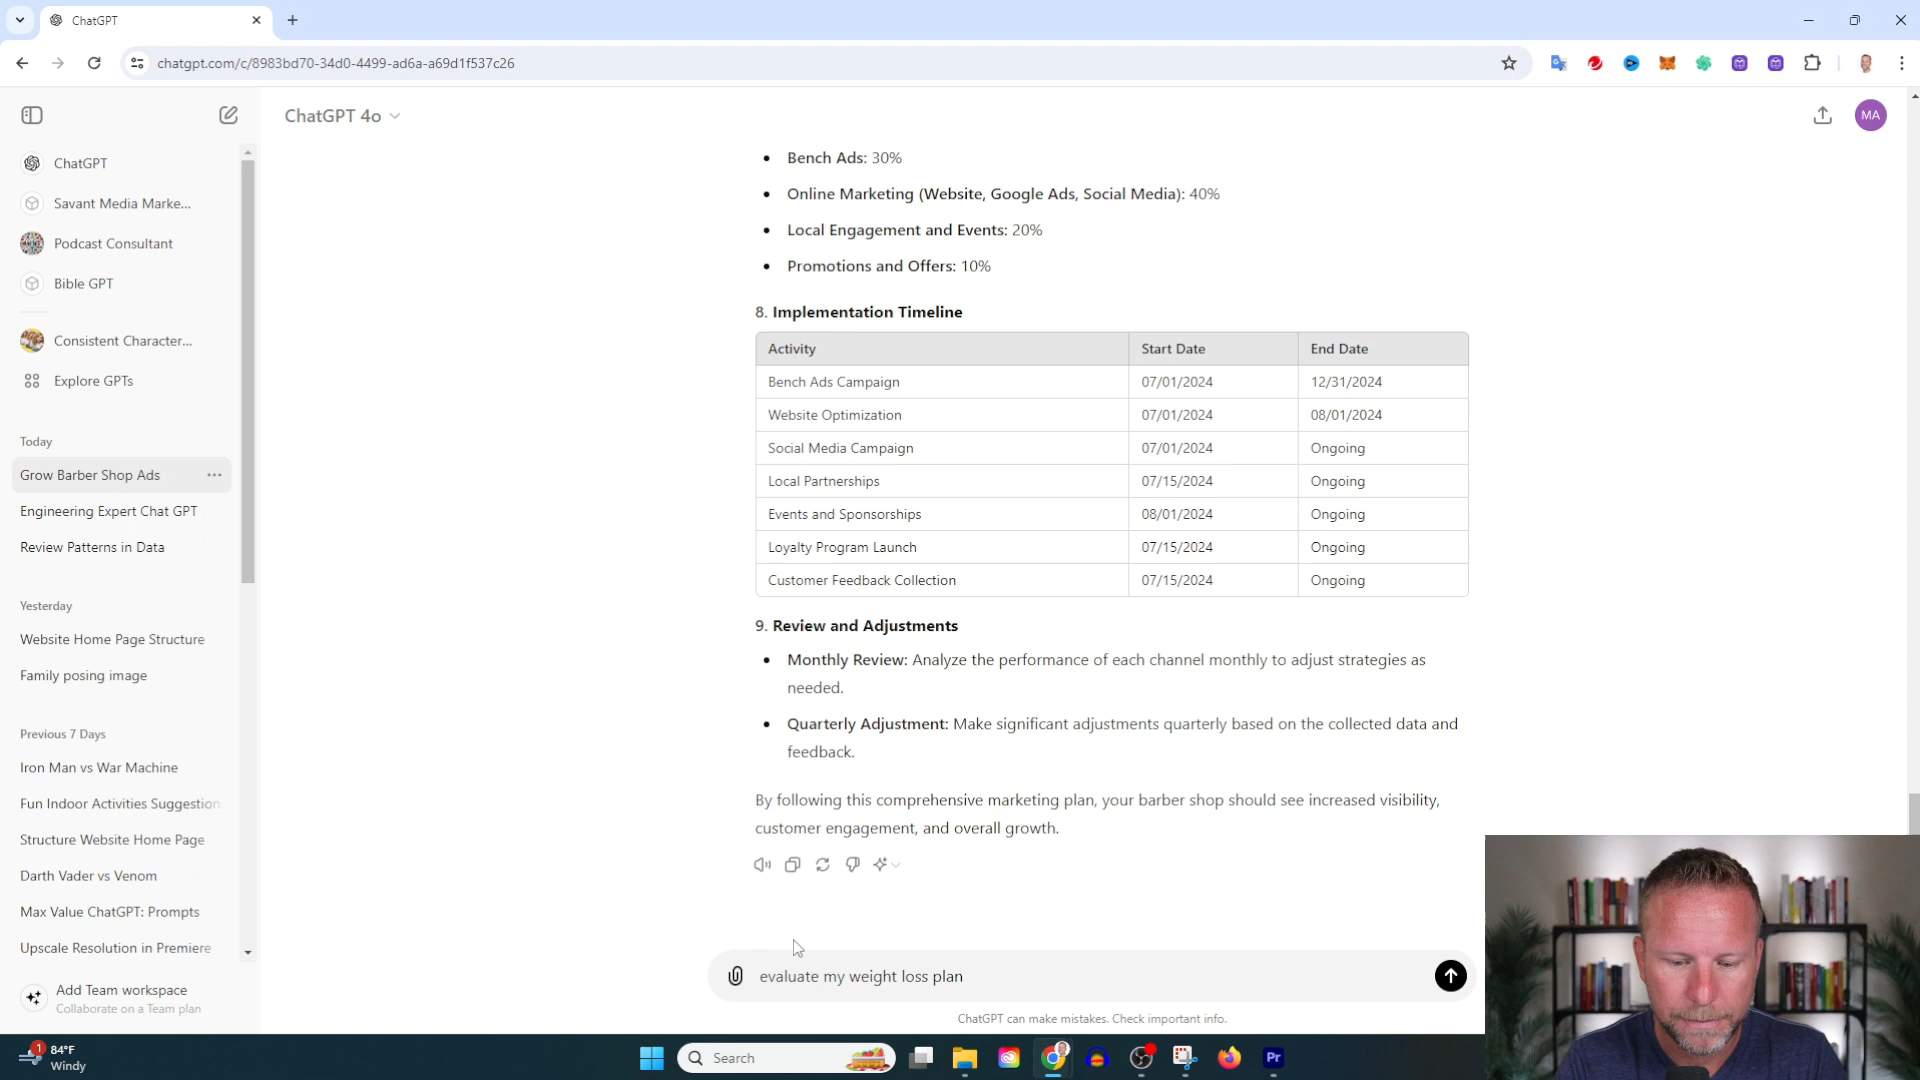 ChatGPT
chatgpt.com/c/8983bd70-34d0-4499-ad6a-a69d1f537c26
ChatGPT 4o
MA
ChatGPT
Savant Media Marke...
Podcast Consultant
Bible GPT
Consistent Character...
Explore GPTs
Today
Grow Barber Shop Ads
Engineering Expert Chat GPT
Review Patterns in Data
Yesterday
Website Home Page Structure
Family posing image
Previous 7 Days
Iron Man vs War Machine
Fun Indoor Activities Suggestion
Structure Website Home Page
Darth Vader vs Venom
Max Value ChatGPT: Prompts
Upscale Resolution in Premiere
Add Team workspace
Collaborate on a Team plan
• Bench Ads: 30%
• Online Marketing (Website, Google Ads, Social Media): 40%
• Local Engagement and Events: 20%
• Promotions and Offers: 10%
8. Implementation Timeline
Activity Start Date End Date
Bench Ads Campaign 07/01/2024 12/31/2024
Website Optimization 07/01/2024 08/01/2024
Social Media Campaign 07/01/2024 Ongoing
Local Partnerships 07/15/2024 Ongoing
Events and Sponsorships 08/01/2024 Ongoing
Loyalty Program Launch 07/15/2024 Ongoing
Customer Feedback Collection 07/15/2024 Ongoing
9. Review and Adjustments
• Monthly Review: Analyze the performance of each channel monthly to adjust strategies as
needed.
• Quarterly Adjustment: Make significant adjustments quarterly based on the collected data and
feedback.
By following this comprehensive marketing plan, your barber shop should see increased visibility,
customer engagement, and overall growth.
evaluate my weight loss plan
ChatGPT can make mistakes. Check important info.
1
84°F
Windy
Search
Pr